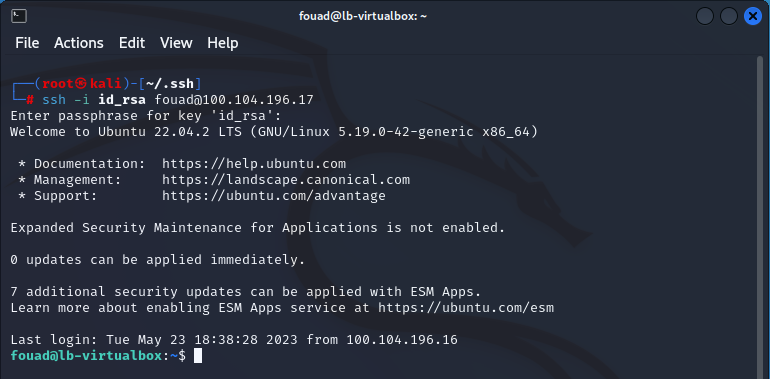 fouad@lb-virtualbox: ~
File Actions Edit View Help
┌──(root㉿kali)-[~/.ssh]
└─# ssh -i id_rsa fouad@100.104.196.17
Enter passphrase for key 'id_rsa':
Welcome to Ubuntu 22.04.2 LTS (GNU/Linux 5.19.0-42-generic x86_64)
* Documentation: https://help.ubuntu.com
* Management: https://landscape.canonical.com
* Support: https://ubuntu.com/advantage
Expanded Security Maintenance for Applications is not enabled.
0 updates can be applied immediately.
7 additional security updates can be applied with ESM Apps.
Learn more about enabling ESM Apps service at https://ubuntu.com/esm
Last login: Tue May 23 18:38:28 2023 from 100.104.196.16
fouad@lb-virtualbox:~$